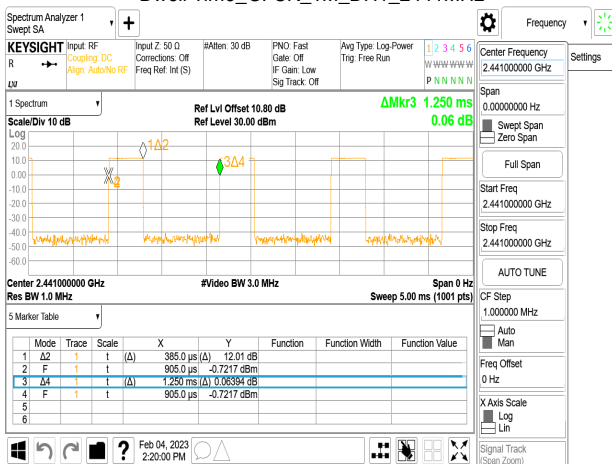 Spectrum Analyzer 1
Swept SA
Frequency
KEYSIGHT
Input: RF
Input Z: 50 Ω
#Atten: 30 dB
PNO: Fast
Avg Type: Log-Power
1 2 3 4 5 6
R
Coupling: DC
Corrections: Off
Gate: Off
Trig: Free Run
W W W W W W
Align: Auto/No RF
Freq Ref: Int (S)
IF Gain: Low
Sig Track: Off
P N N N N N
LXI
1 Spectrum
Ref Lvl Offset 10.80 dB
ΔMkr3 1.250 ms
Scale/Div 10 dB
Ref Level 30.00 dBm
0.06 dB
Log
20.0
10.0
0.00
-10.0
-20.0
-30.0
-40.0
-50.0
-60.0
1Δ2
3Δ4
Center 2.441000000 GHz
#Video BW 3.0 MHz
Span 0 Hz
Res BW 1.0 MHz
Sweep 5.00 ms (1001 pts)
5 Marker Table
Mode Trace Scale X Y Function Function Width Function Value
1 Δ2 1 t (Δ) 385.0 µs (Δ) 12.01 dB
2 F 1 t 905.0 µs -0.7217 dBm
3 Δ4 1 t (Δ) 1.250 ms (Δ) 0.06394 dB
4 F 1 t 905.0 µs -0.7217 dBm
5
6
Feb 04, 2023
2:20:00 PM
Center Frequency
2.441000000 GHz
Settings
Span
0.00000000 Hz
Swept Span
Zero Span
Full Span
Start Freq
2.441000000 GHz
Stop Freq
2.441000000 GHz
AUTO TUNE
CF Step
1.000000 MHz
Auto
Man
Freq Offset
0 Hz
X Axis Scale
Log
Lin
Signal Track
(Span Zoom)